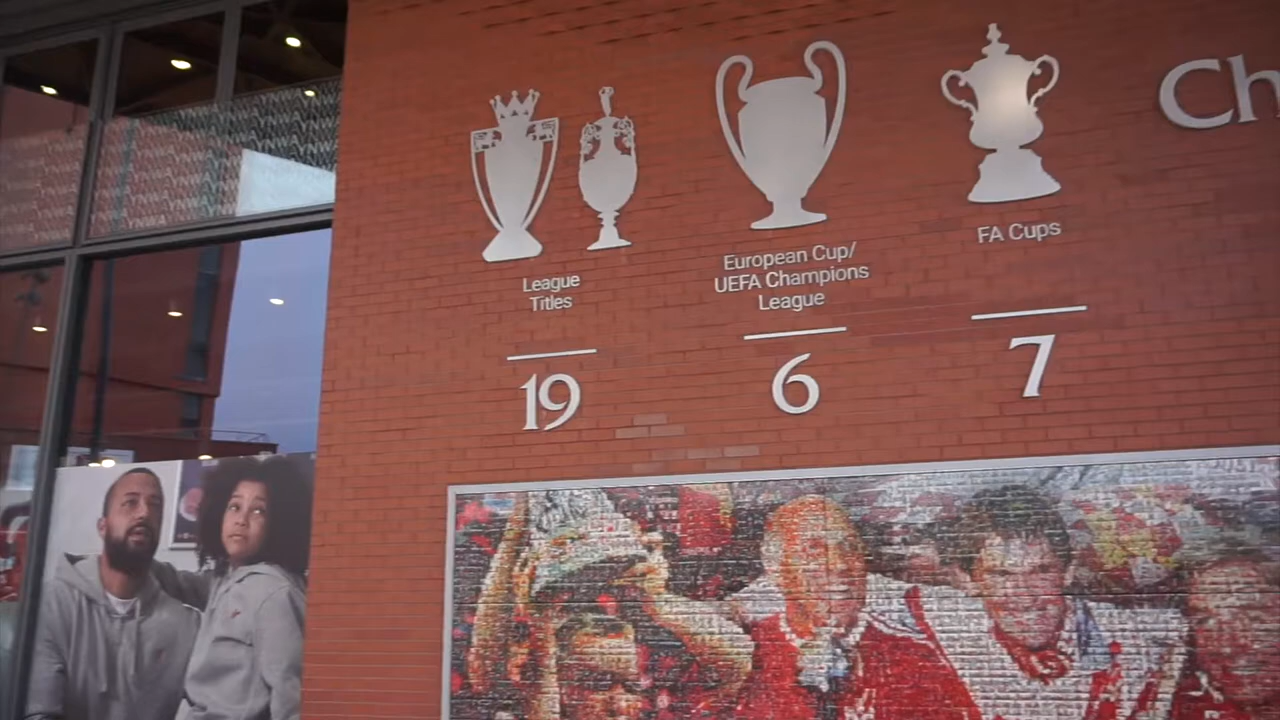 Ch
League
Titles
19
European Cup/
UEFA Champions
League
6
FA Cups
7